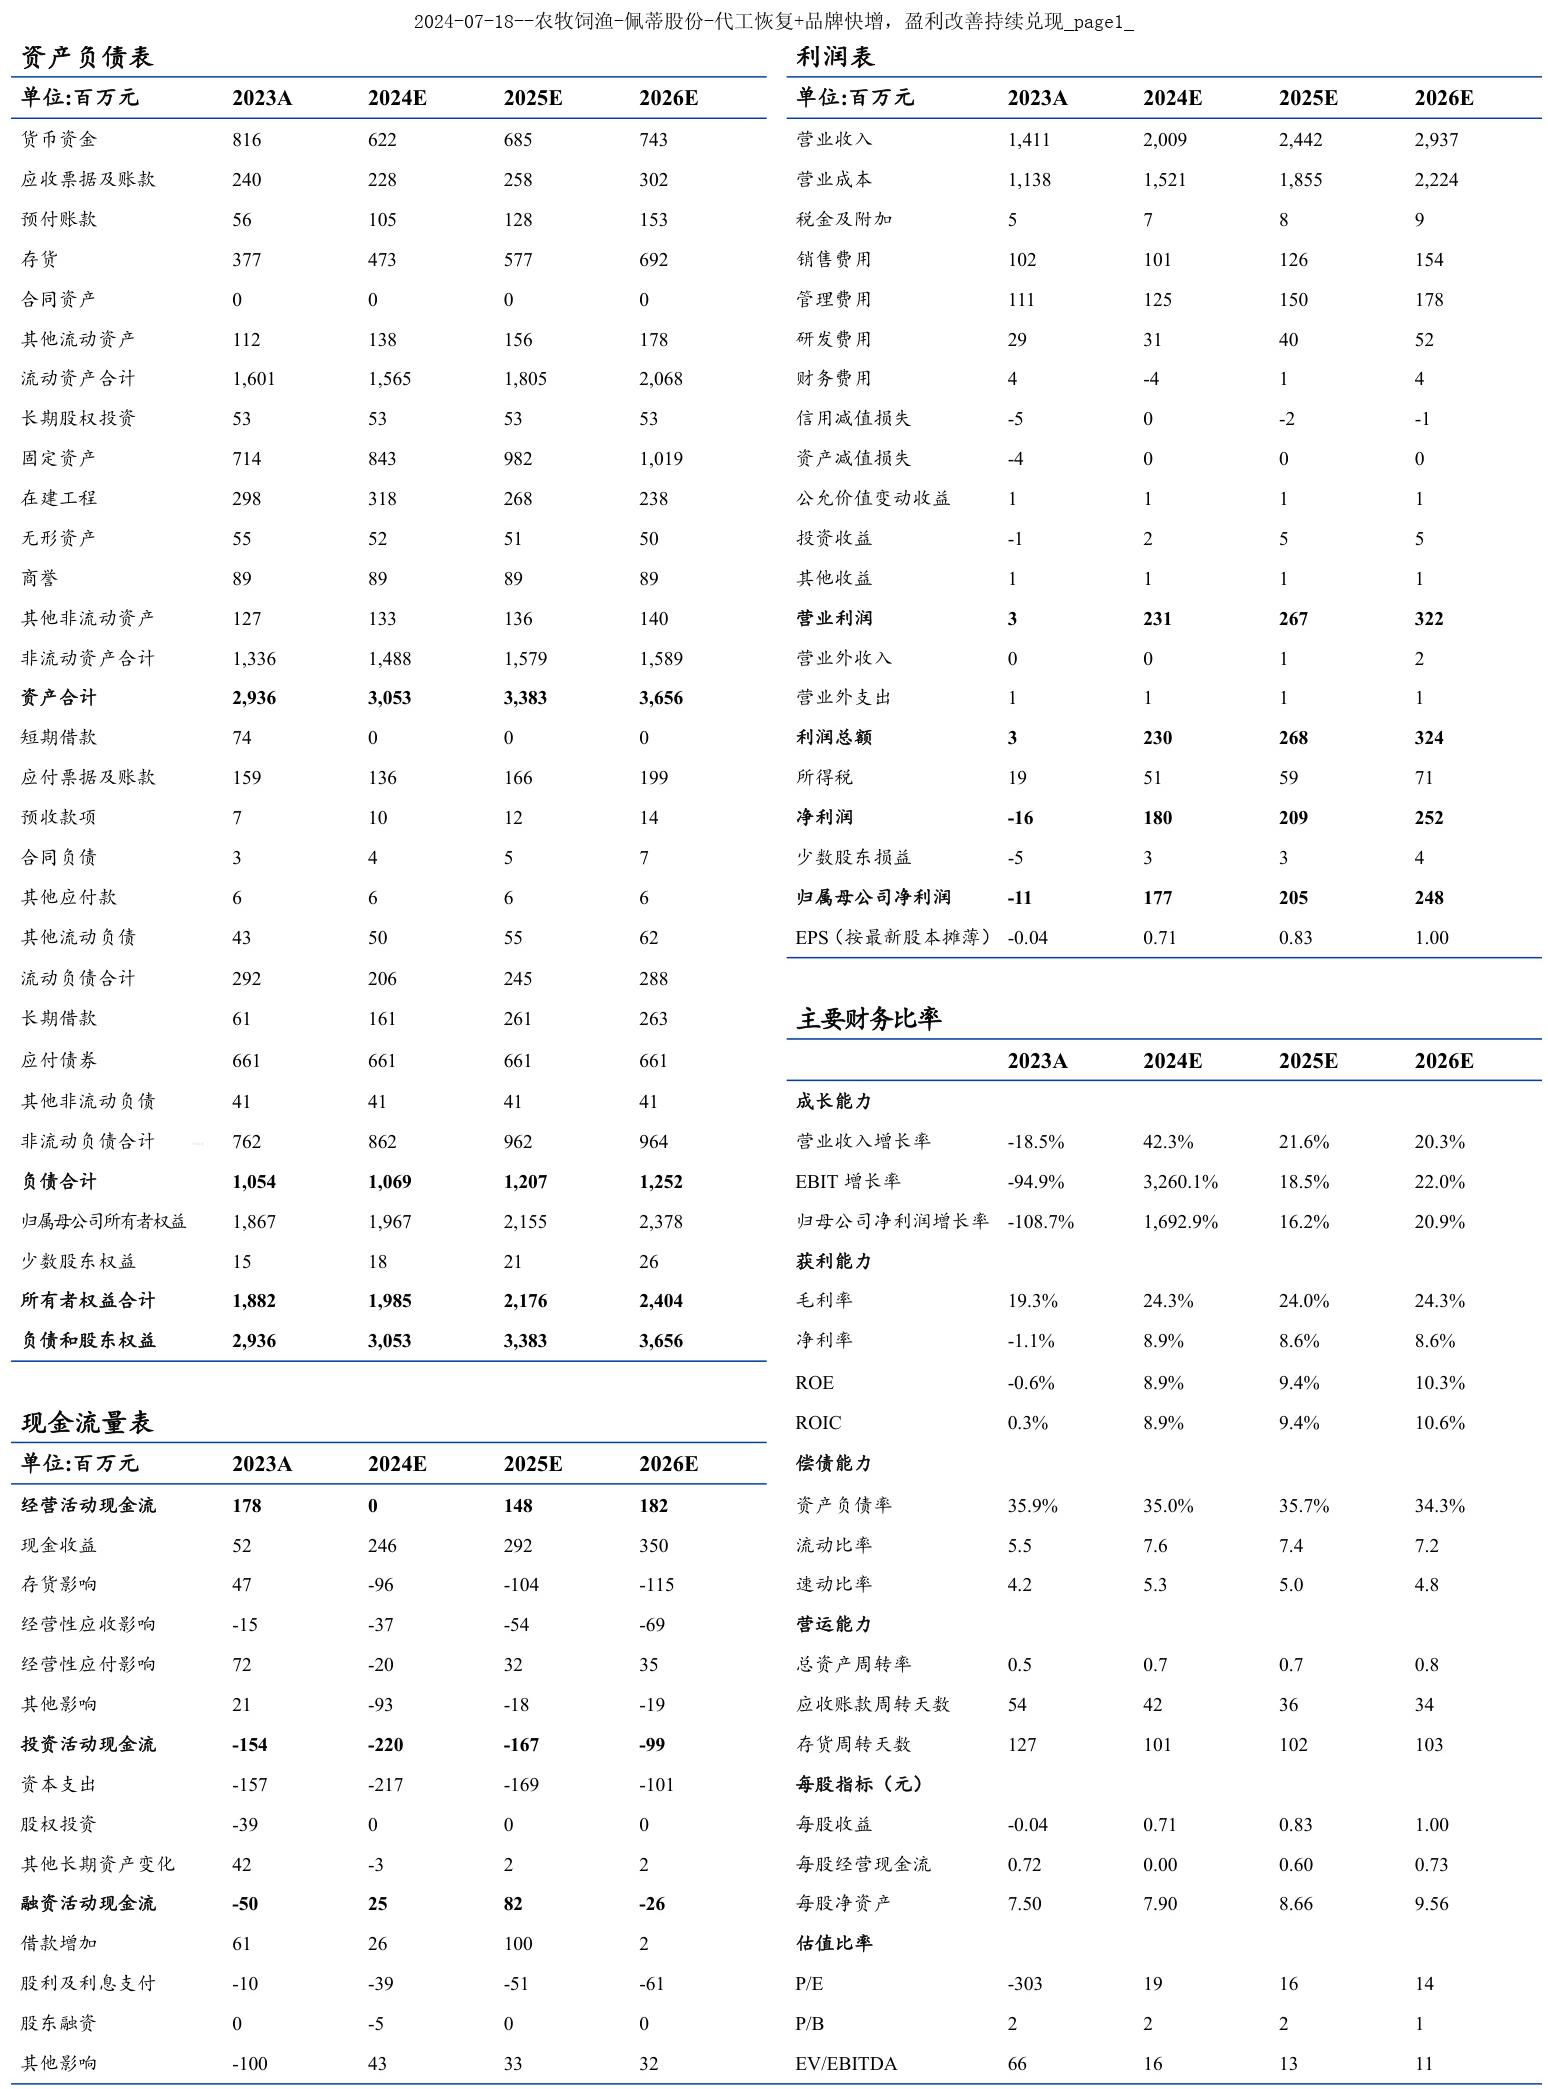 2024-07-18--农牧饲渔-佩蒂股份-代工恢复+品牌快增，盈利改善持续兑现_page1_
资产负债表
单位:百万元 2023A 2024E 2025E 2026E
货币资金 816 622 685 743
应收票据及账款 240 228 258 302
预付账款 56 105 128 153
存货 377 473 577 692
合同资产 0 0 0 0
其他流动资产 112 138 156 178
流动资产合计 1,601 1,565 1,805 2,068
长期股权投资 53 53 53 53
固定资产 714 843 982 1,019
在建工程 298 318 268 238
无形资产 55 52 51 50
商誉 89 89 89 89
其他非流动资产 127 133 136 140
非流动资产合计 1,336 1,488 1,579 1,589
资产合计 2,936 3,053 3,383 3,656
短期借款 74 0 0 0
应付票据及账款 159 136 166 199
预收款项 7 10 12 14
合同负债 3 4 5 7
其他应付款 6 6 6 6
其他流动负债 43 50 55 62
流动负债合计 292 206 245 288
长期借款 61 161 261 263
应付债券 661 661 661 661
其他非流动负债 41 41 41 41
非流动负债合计 762 862 962 964
负债合计 1,054 1,069 1,207 1,252
归属母公司所有者权益 1,867 1,967 2,155 2,378
少数股东权益 15 18 21 26
所有者权益合计 1,882 1,985 2,176 2,404
负债和股东权益 2,936 3,053 3,383 3,656
现金流量表
单位:百万元 2023A 2024E 2025E 2026E
经营活动现金流 178 0 148 182
现金收益 52 246 292 350
存货影响 47 -96 -104 -115
经营性应收影响 -15 -37 -54 -69
经营性应付影响 72 -20 32 35
其他影响 21 -93 -18 -19
投资活动现金流 -154 -220 -167 -99
资本支出 -157 -217 -169 -101
股权投资 -39 0 0 0
其他长期资产变化 42 -3 2 2
融资活动现金流 -50 25 82 -26
借款增加 61 26 100 2
股利及利息支付 -10 -39 -51 -61
股东融资 0 -5 0 0
其他影响 -100 43 33 32
利润表
单位:百万元 2023A 2024E 2025E 2026E
营业收入 1,411 2,009 2,442 2,937
营业成本 1,138 1,521 1,855 2,224
税金及附加 5 7 8 9
销售费用 102 101 126 154
管理费用 111 125 150 178
研发费用 29 31 40 52
财务费用 4 -4 1 4
信用减值损失 -5 0 -2 -1
资产减值损失 -4 0 0 0
公允价值变动收益 1 1 1 1
投资收益 -1 2 5 5
其他收益 1 1 1 1
营业利润 3 231 267 322
营业外收入 0 0 1 2
营业外支出 1 1 1 1
利润总额 3 230 268 324
所得税 19 51 59 71
净利润 -16 180 209 252
少数股东损益 -5 3 3 4
归属母公司净利润 -11 177 205 248
EPS（按最新股本摊薄） -0.04 0.71 0.83 1.00
主要财务比率
2023A 2024E 2025E 2026E
成长能力
营业收入增长率 -18.5% 42.3% 21.6% 20.3%
EBIT 增长率 -94.9% 3,260.1% 18.5% 22.0%
归母公司净利润增长率 -108.7% 1,692.9% 16.2% 20.9%
获利能力
毛利率 19.3% 24.3% 24.0% 24.3%
净利率 -1.1% 8.9% 8.6% 8.6%
ROE -0.6% 8.9% 9.4% 10.3%
ROIC 0.3% 8.9% 9.4% 10.6%
偿债能力
资产负债率 35.9% 35.0% 35.7% 34.3%
流动比率 5.5 7.6 7.4 7.2
速动比率 4.2 5.3 5.0 4.8
营运能力
总资产周转率 0.5 0.7 0.7 0.8
应收账款周转天数 54 42 36 34
存货周转天数 127 101 102 103
每股指标（元）
每股收益 -0.04 0.71 0.83 1.00
每股经营现金流 0.72 0.00 0.60 0.73
每股净资产 7.50 7.90 8.66 9.56
估值比率
P/E -303 19 16 14
P/B 2 2 2 1
EV/EBITDA 66 16 13 11